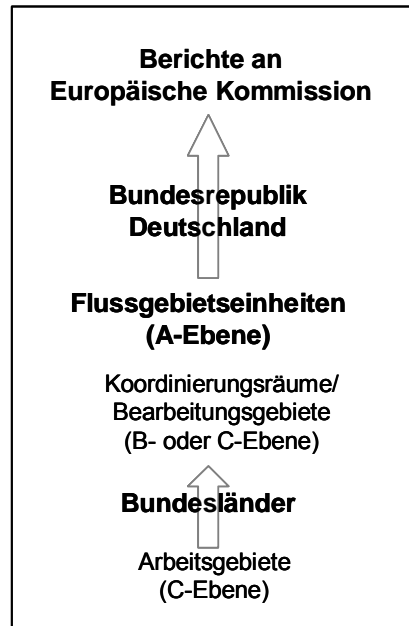 Berichte an
Europäische Kommission
Bundesrepublik
Deutschland
Flussgebietseinheiten
(A-Ebene)
Koordinierungsräume/
Bearbeitungsgebiete
(B- oder C-Ebene)
Bundesländer
Arbeitsgebiete
(C-Ebene)